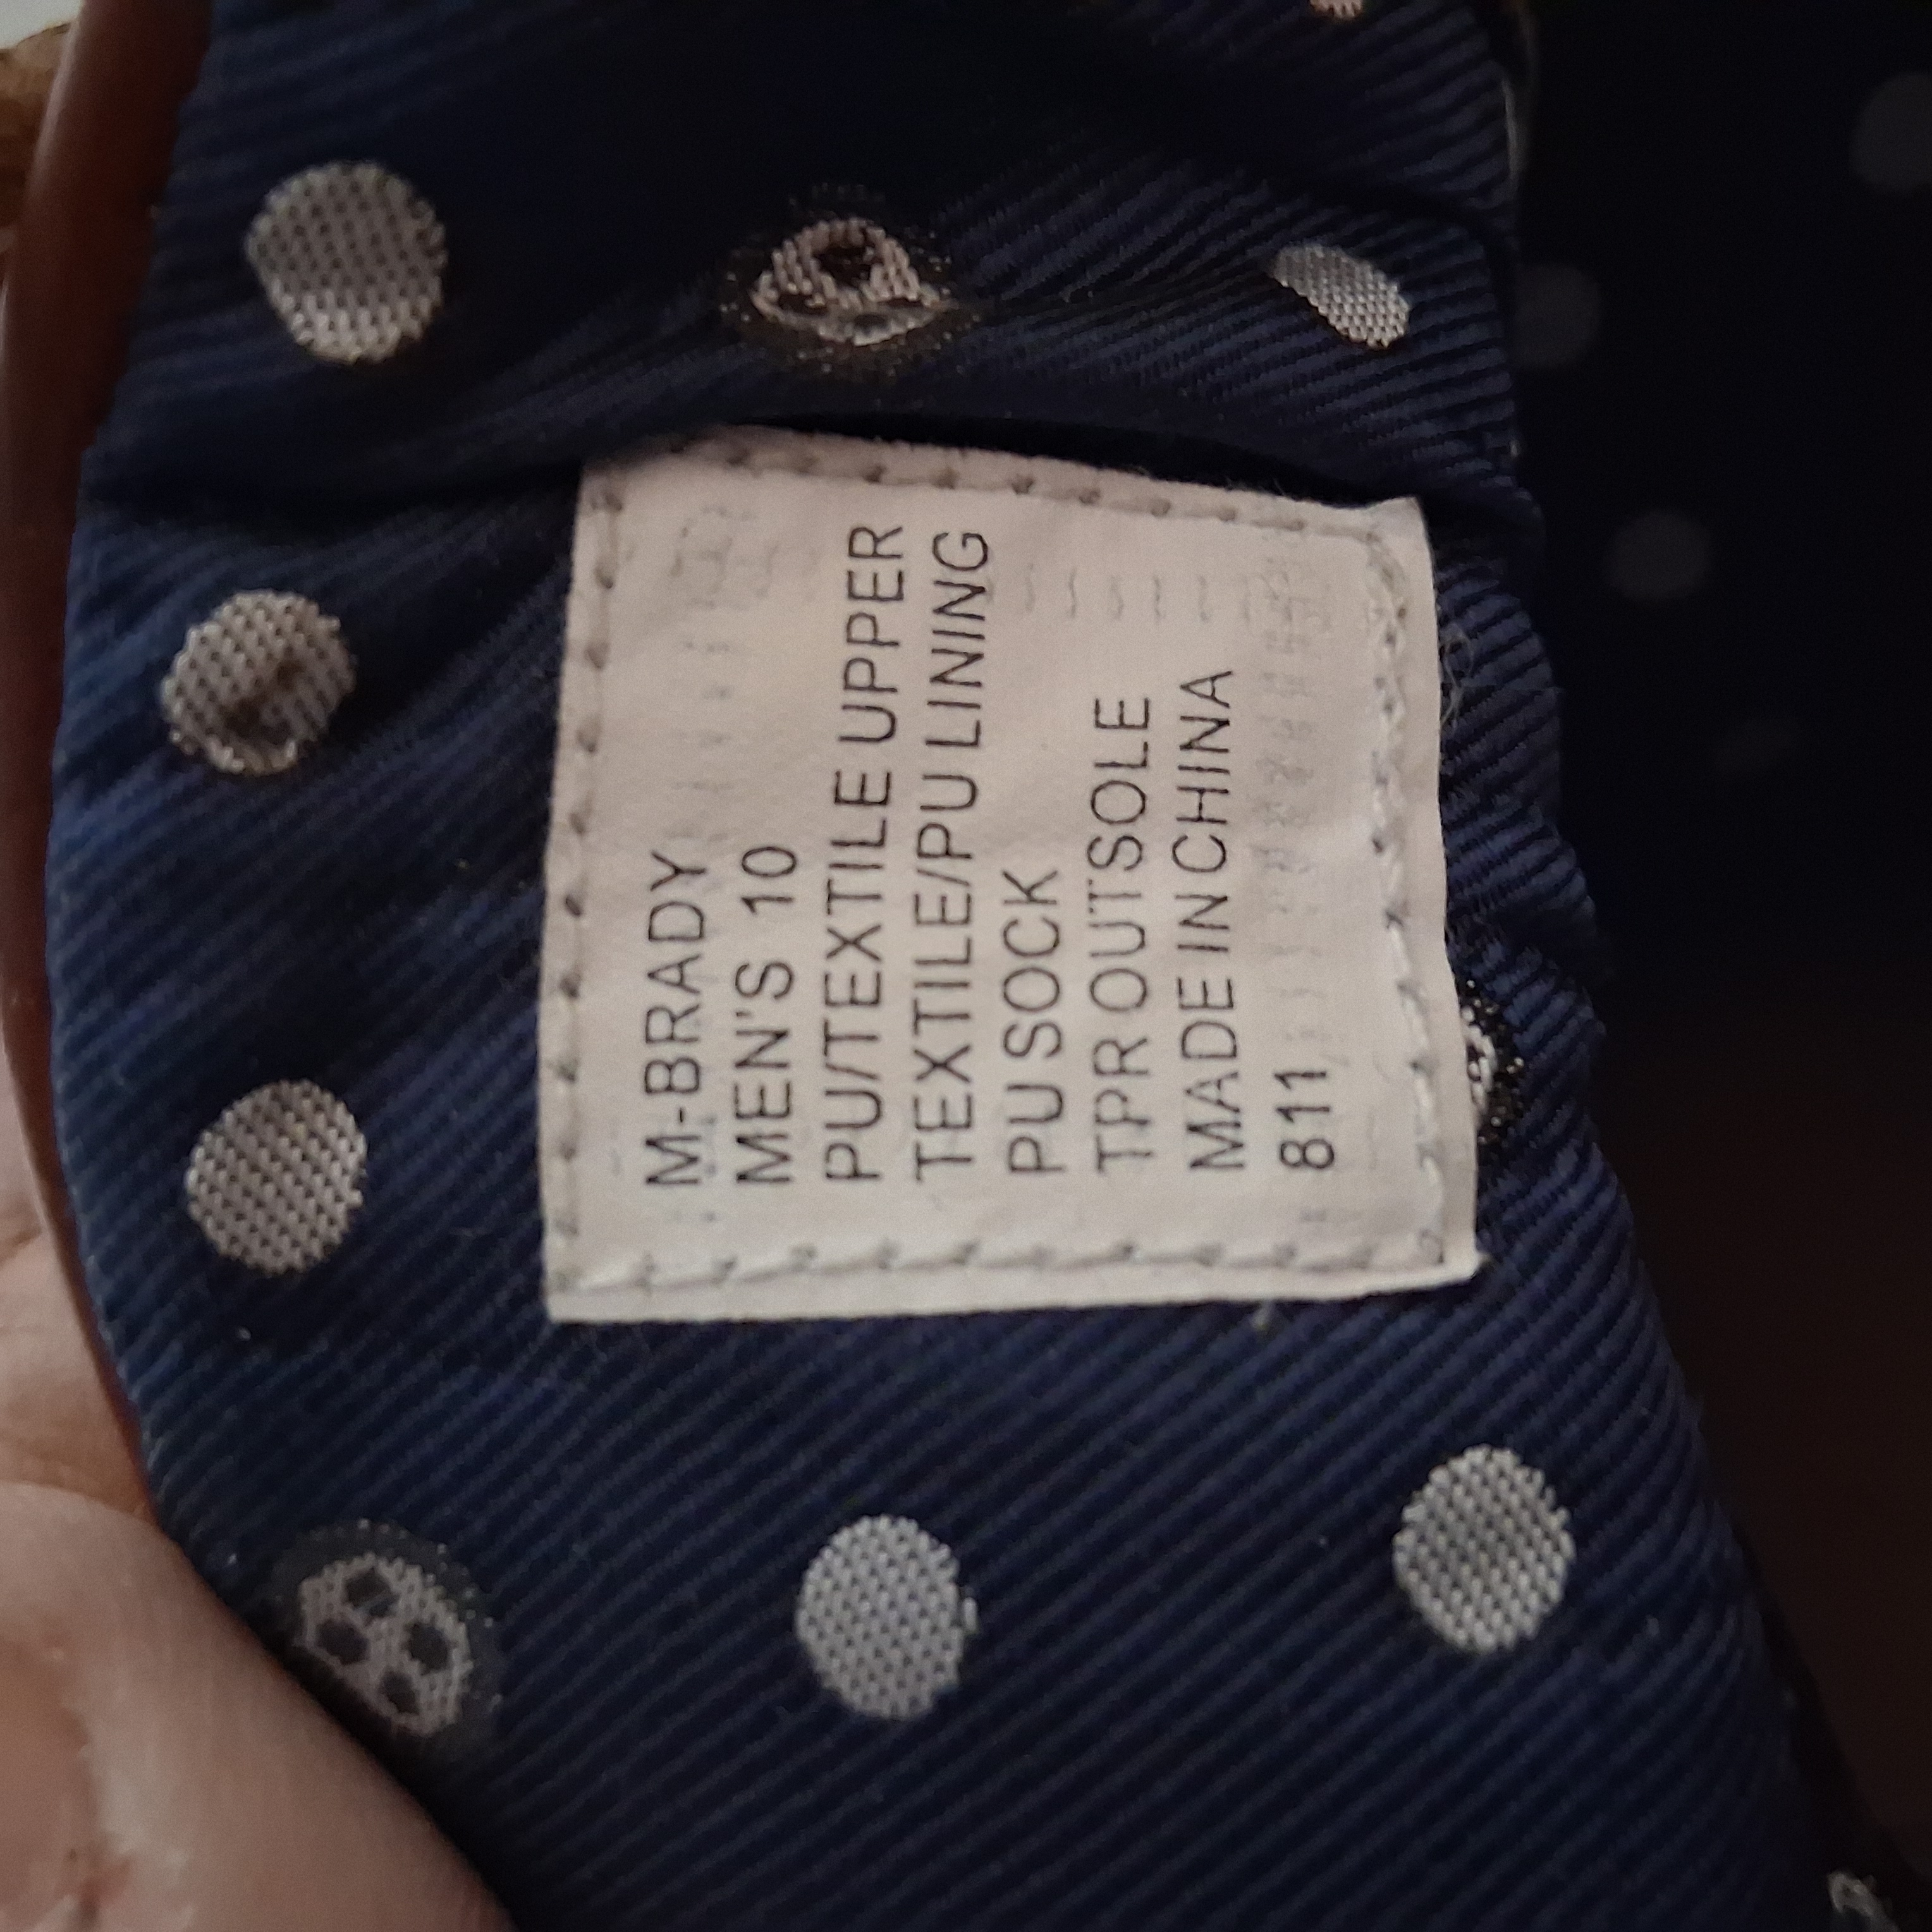 M-BRADY
MEN'S 10
PU/TEXTILE UPPER
TEXTILE/PU LINING
PU SOCK
TPR OUTSOLE
MADE IN CHINA
811